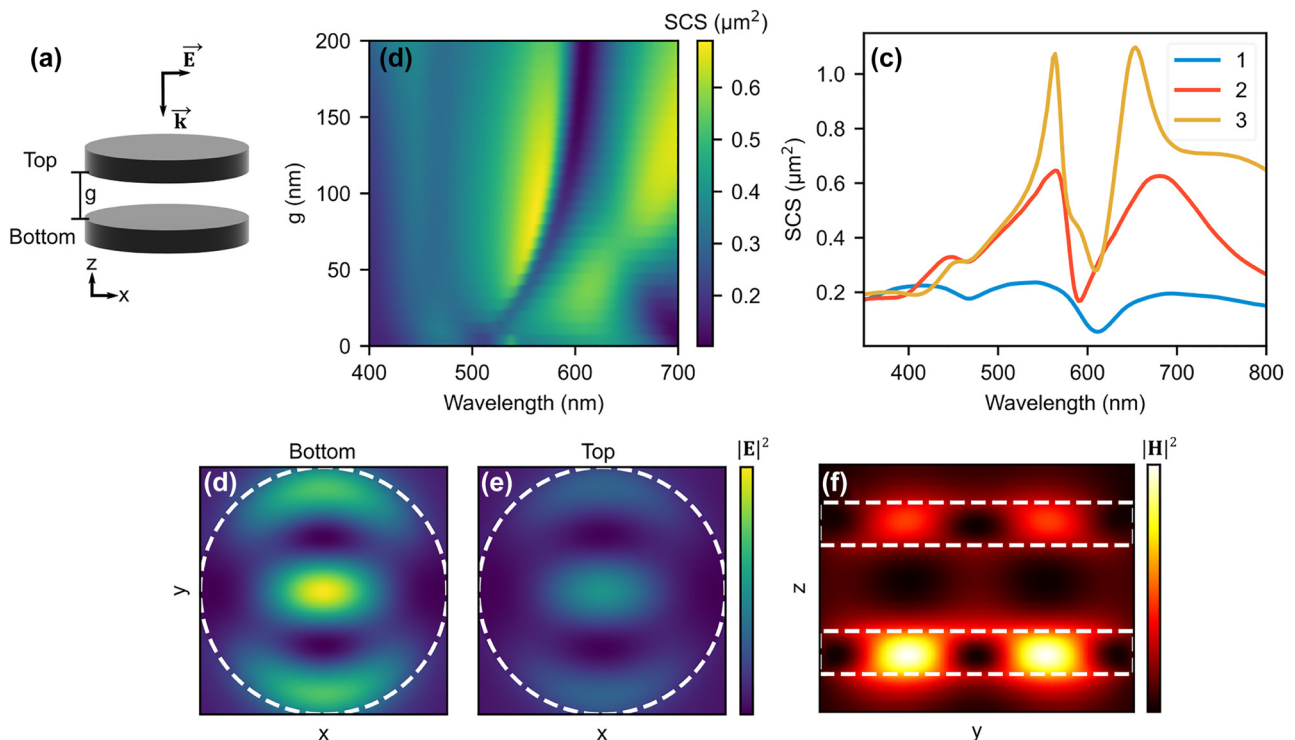 (a)
E
k
Top
g
Bottom
z
x
SCS (μm²)
(d)
200
150
100
50
0
g (nm)
400
500
600
700
Wavelength (nm)
0.6
0.5
0.4
0.3
0.2
(c)
1
2
3
1.0
0.8
0.6
0.4
0.2
SCS (μm²)
400
500
600
700
800
Wavelength (nm)
Bottom
(d)
y
x
Top
(e)
x
|E|²
(f)
z
y
|H|²